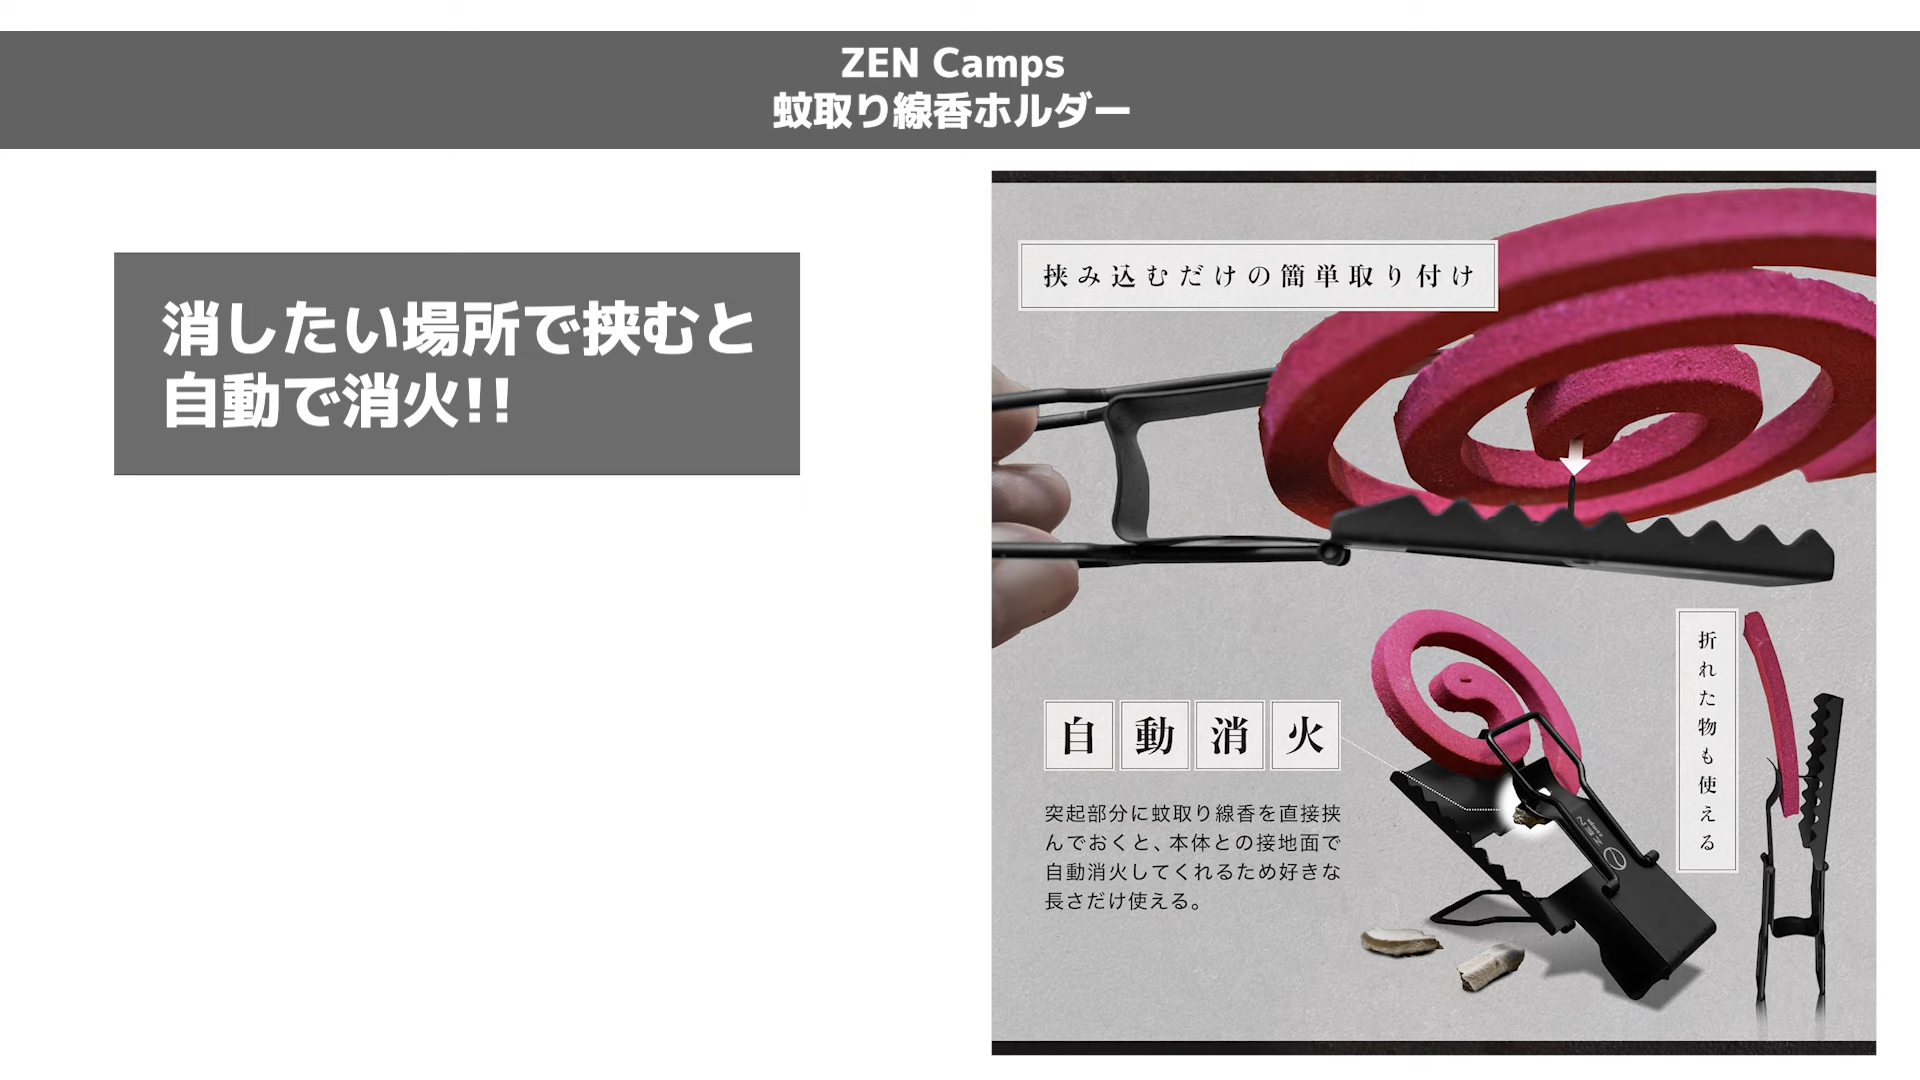 ZEN Camps
蚊取り線香ホルダー
消したい場所で挟むと
自動で消火!!
挟み込むだけの簡単取り付け
自動消火
突起部分に蚊取り線香を直接挟
んでおくと、本体との接地面で
自動消火してくれるため好きな
長さだけ使える。
折れた物も使える
ZEN
camps